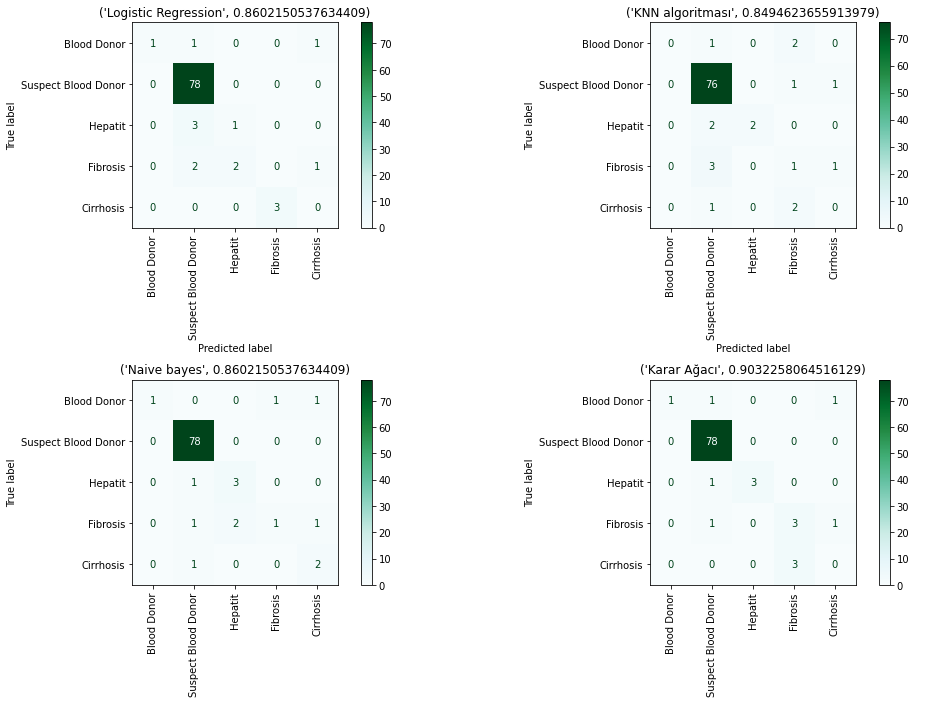 ('Logistic Regression', 0.8602150537634409)
True label
Blood Donor 1 1 0 0 1
Suspect Blood Donor 0 78 0 0 0
Hepatit 0 3 1 0 0
Fibrosis 0 2 2 0 1
Cirrhosis 0 0 0 3 0
Blood Donor
Suspect Blood Donor
Hepatit
Fibrosis
Cirrhosis
Predicted label
70
60
50
40
30
20
10
0
('KNN algoritması', 0.8494623655913979)
True label
Blood Donor 0 1 0 2 0
Suspect Blood Donor 0 76 0 1 1
Hepatit 0 2 2 0 0
Fibrosis 0 3 0 1 1
Cirrhosis 0 1 0 2 0
Blood Donor
Suspect Blood Donor
Hepatit
Fibrosis
Cirrhosis
Predicted label
70
60
50
40
30
20
10
0
('Naive bayes', 0.8602150537634409)
True label
Blood Donor 1 0 0 1 1
Suspect Blood Donor 0 78 0 0 0
Hepatit 0 1 3 0 0
Fibrosis 0 1 2 1 1
Cirrhosis 0 1 0 0 2
Blood Donor
Suspect Blood Donor
Hepatit
Fibrosis
Cirrhosis
70
60
50
40
30
20
10
0
('Karar Ağacı', 0.9032258064516129)
True label
Blood Donor 1 1 0 0 1
Suspect Blood Donor 0 78 0 0 0
Hepatit 0 1 3 0 0
Fibrosis 0 1 0 3 1
Cirrhosis 0 0 0 3 0
Blood Donor
Suspect Blood Donor
Hepatit
Fibrosis
Cirrhosis
70
60
50
40
30
20
10
0